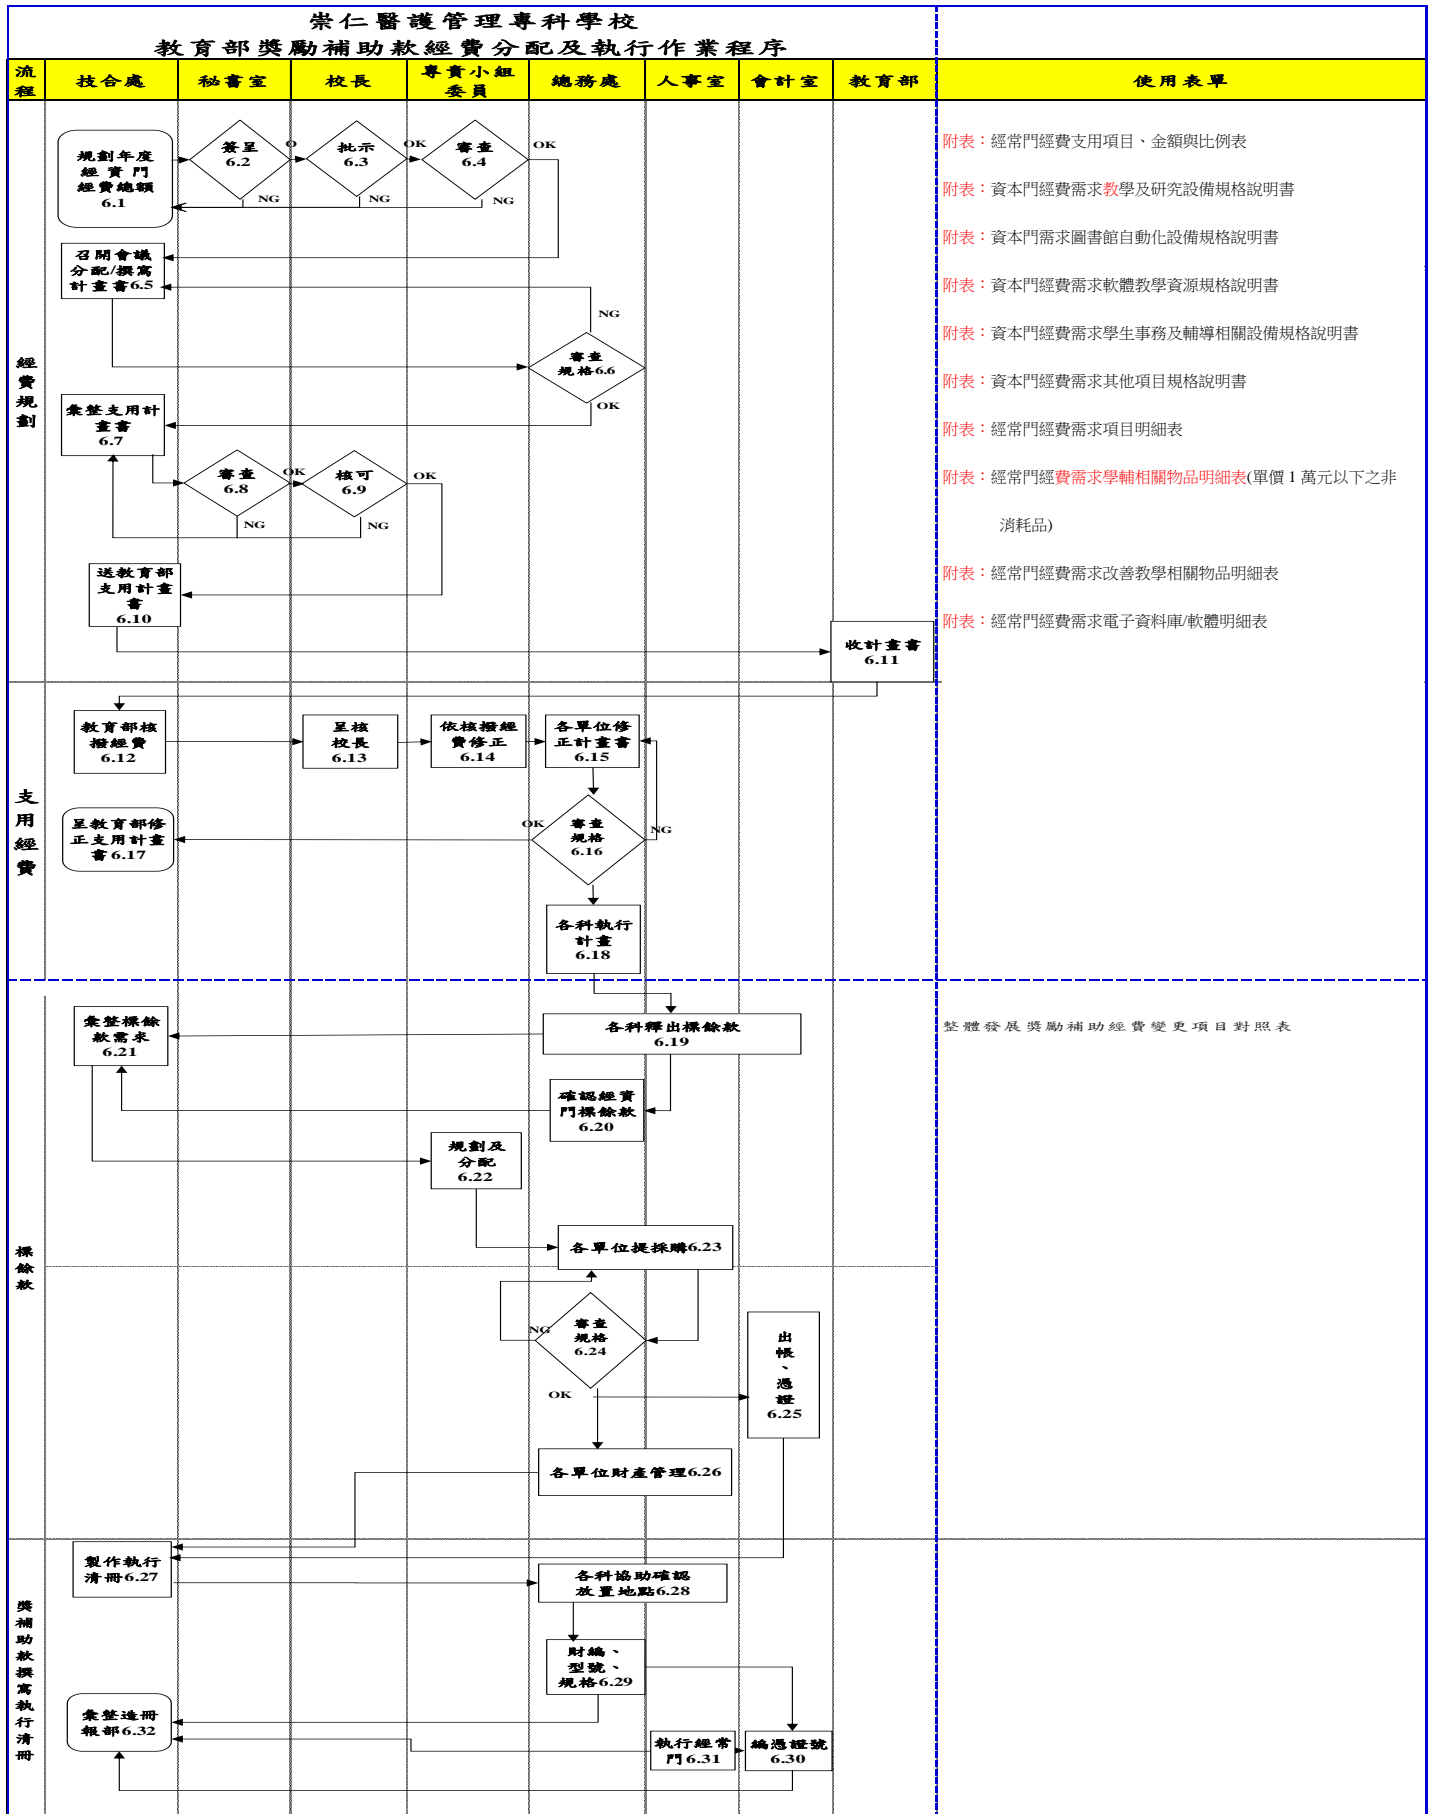 崇仁醫護管理專科學校
教育部獎勵補助款經費分配及執行作業程序
流
程
技合處
秘書室
校長
專責小組
委員
總務處
人事室
會計室
教育部
使用表單
經
費
規
劃
規劃年度
經資門
經費總額
6.1
簽呈
6.2
O
NG
批示
6.3
OK
NG
審查
6.4
OK
NG
召開會議
分配/撰寫
計畫書6.5
NG
審查
規格6.6
OK
彙整支用計
畫書
6.7
審查
6.8
OK
NG
核可
6.9
OK
NG
送教育部
支用計畫
書
6.10
收計畫書
6.11
附表：經常門經費支用項目、金額與比例表
附表：資本門經費需求教學及研究設備規格說明書
附表：資本門需求圖書館自動化設備規格說明書
附表：資本門經費需求軟體教學資源規格說明書
附表：資本門經費需求學生事務及輔導相關設備規格說明書
附表：資本門經費需求其他項目規格說明書
附表：經常門經費需求項目明細表
附表：經常門經費需求學輔相關物品明細表(單價 1 萬元以下之非
消耗品)
附表：經常門經費需求改善教學相關物品明細表
附表：經常門經費需求電子資料庫/軟體明細表
支
用
經
費
教育部核
撥經費
6.12
呈核
校長
6.13
依核撥經
費修正
6.14
各單位修
正計畫書
6.15
呈教育部修
正支用計畫
書6.17
OK
審查
規格
6.16
NG
各科執行
計畫
6.18
標
餘
款
彙整標餘
款需求
6.21
各科釋出標餘款
6.19
整體發展獎勵補助經費變更項目對照表
確認經資
門標餘款
6.20
規劃及
分配
6.22
各單位提採購6.23
NG
審查
規格
6.24
OK
出
帳
、
憑
證
6.25
各單位財產管理6.26
獎
補
助
款
撰
寫
執
行
清
冊
製作執行
清冊6.27
各科協助確認
放置地點6.28
財編、
型號、
規格6.29
彙整造冊
報部6.32
執行經常
門6.31
編憑證號
6.30